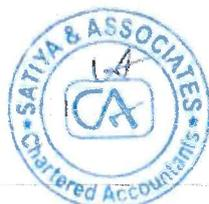 SATIYA & ASSOCIATES
CA
Chartered Accountants